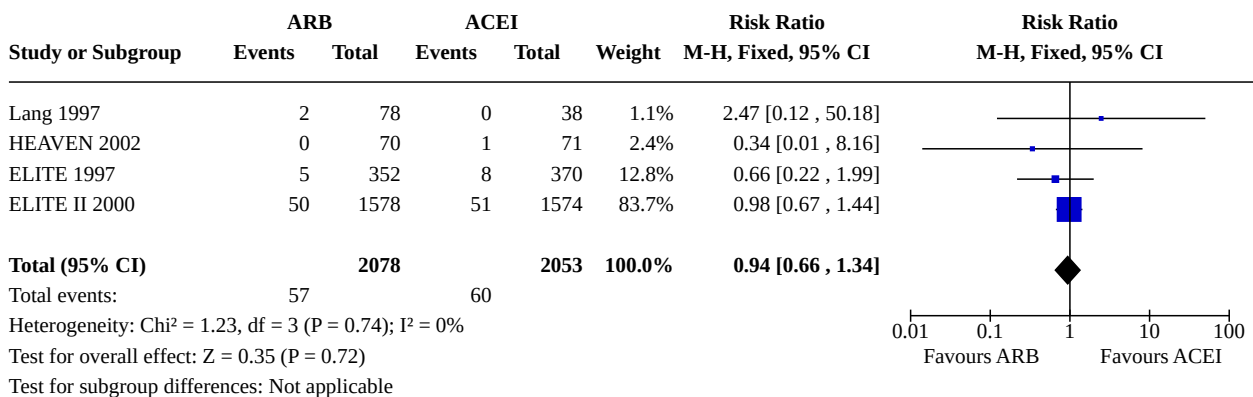 ARB ACEI Risk Ratio Risk Ratio
Study or Subgroup Events Total Events Total Weight M-H, Fixed, 95% CI M-H, Fixed, 95% CI
Lang 1997 2 78 0 38 1.1% 2.47 [0.12 , 50.18]
HEAVEN 2002 0 70 1 71 2.4% 0.34 [0.01 , 8.16]
ELITE 1997 5 352 8 370 12.8% 0.66 [0.22 , 1.99]
ELITE II 2000 50 1578 51 1574 83.7% 0.98 [0.67 , 1.44]
Total (95% CI) 2078 2053 100.0% 0.94 [0.66 , 1.34]
Total events: 57 60
Heterogeneity: Chi² = 1.23, df = 3 (P = 0.74); I² = 0%
0.01 0.1 1 10 100
Test for overall effect: Z = 0.35 (P = 0.72)
Favours ARB Favours ACEI
Test for subgroup differences: Not applicable